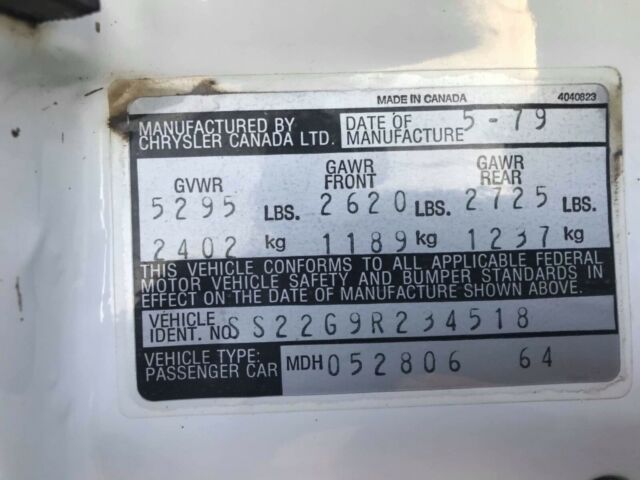 MADE IN CANADA 4040823
MANUFACTURED BY CHRYSLER CANADA LTD. DATE OF MANUFACTURE 5-79
GVWR GAWR FRONT GAWR REAR
5295 LBS. 2620 LBS. 2725 LBS.
2402 kg 1189 kg 1237 kg
THIS VEHICLE CONFORMS TO ALL APPLICABLE FEDERAL
MOTOR VEHICLE SAFETY AND BUMPER STANDARDS IN
EFFECT ON THE DATE OF MANUFACTURE SHOWN ABOVE.
VEHICLE IDENT. NO. SS22G9R234518
VEHICLE TYPE: PASSENGER CAR MDH 052806 64